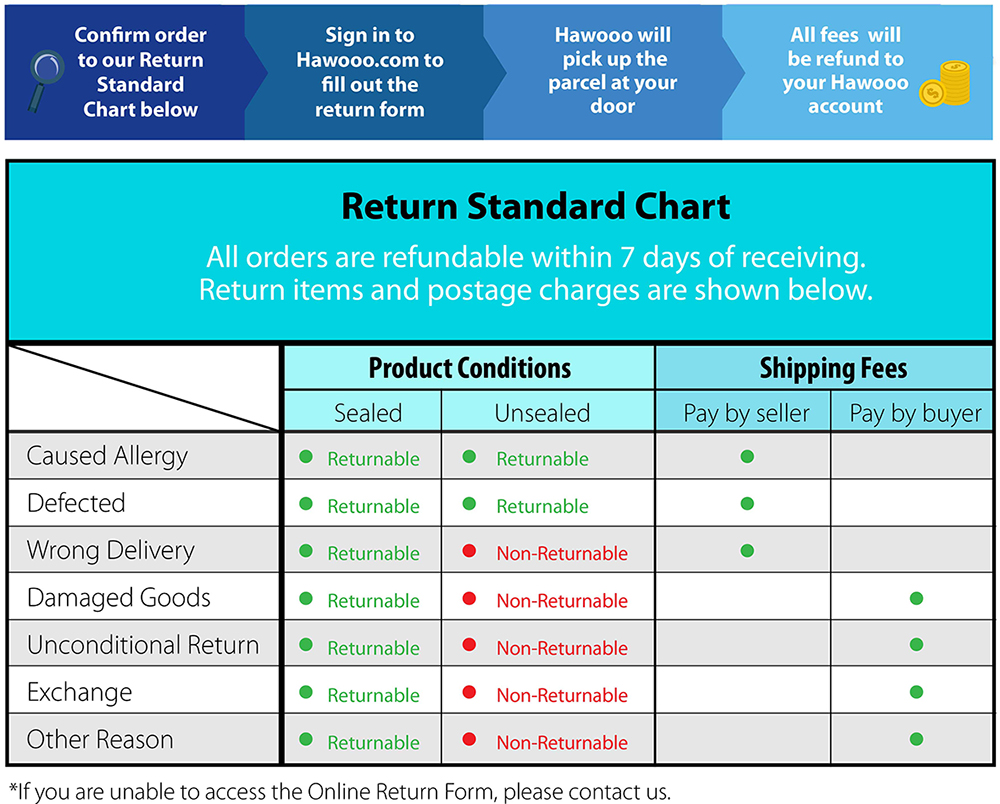 Confirm order
to our Return
Standard
Chart below
Sign in to
Hawooo.com to
fill out the
return form
Hawooo will
pick up the
parcel at your
door
All fees will
be refund to
your Hawooo
account
Return Standard Chart
All orders are refundable within 7 days of receiving.
Return items and postage charges are shown below.
Product Conditions Shipping Fees
Sealed Unsealed Pay by seller Pay by buyer
Caused Allergy Returnable Returnable
Defected Returnable Returnable
Wrong Delivery Returnable Non-Returnable
Damaged Goods Returnable Non-Returnable
Unconditional Return Returnable Non-Returnable
Exchange Returnable Non-Returnable
Other Reason Returnable Non-Returnable
*If you are unable to access the Online Return Form, please contact us.